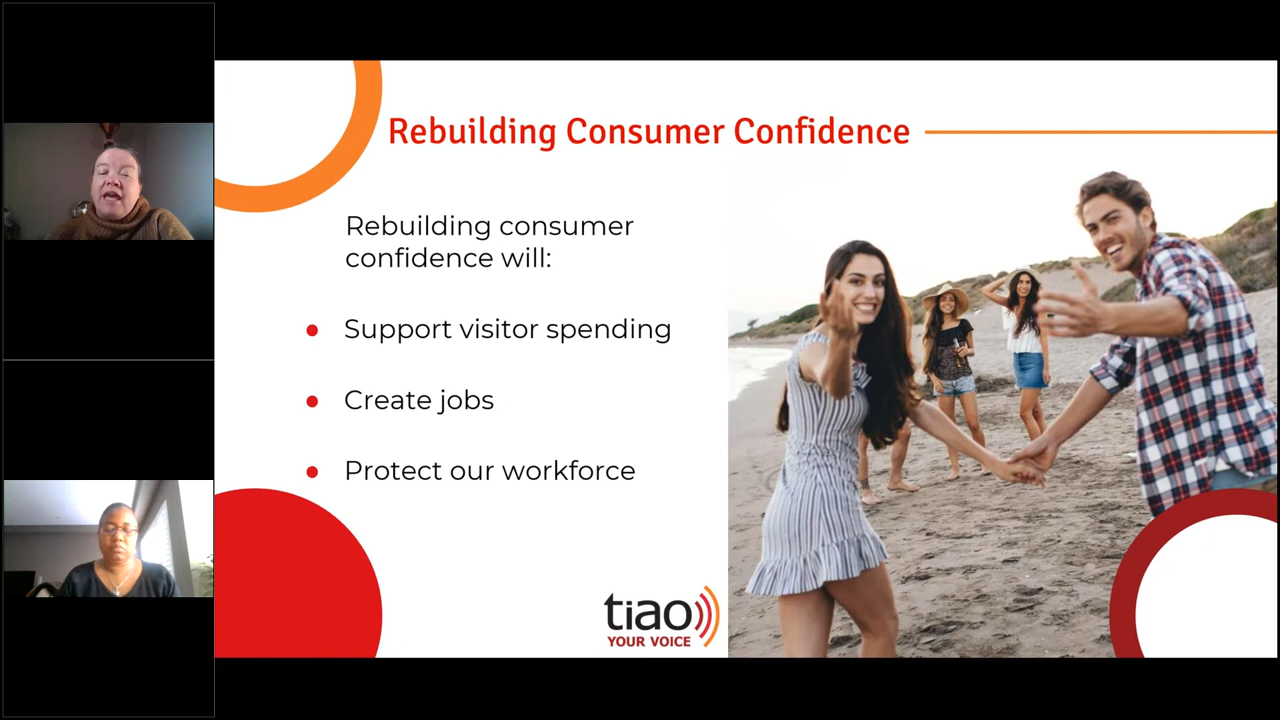 Rebuilding Consumer Confidence
Rebuilding consumer
confidence will:
Support visitor spending
Create jobs
Protect our workforce
tiao
YOUR VOICE